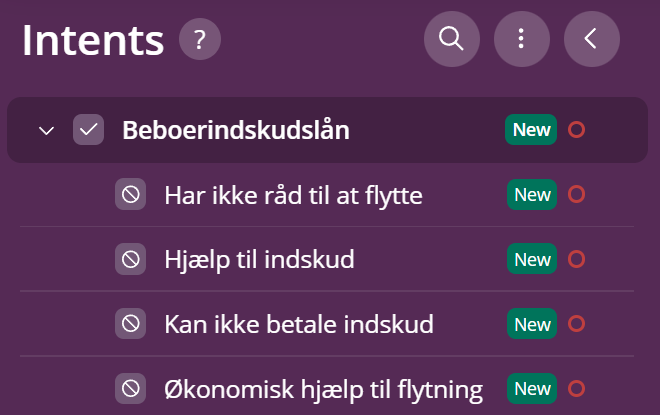 Intents ?
Beboerindskudslån New
Har ikke råd til at flytte New
Hjælp til indskud New
Kan ikke betale indskud New
Økonomisk hjælp til flytning New